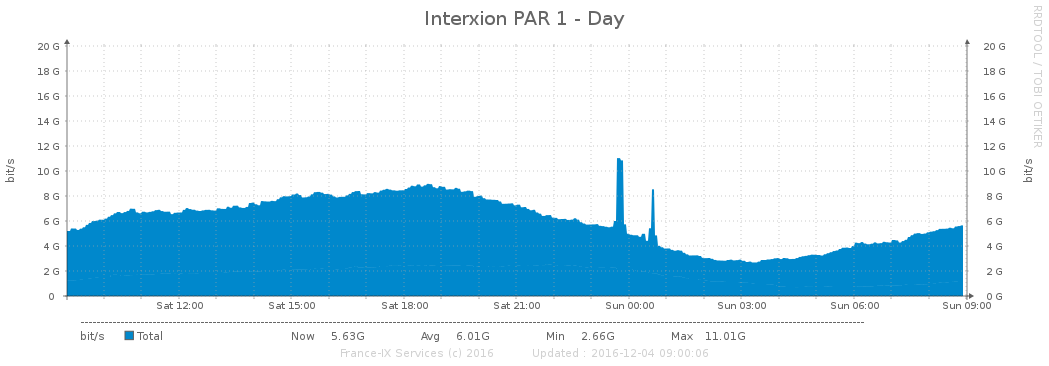 Interxion PAR 1 - Day
RRDTOOL / TOBI OETIKER
20 G 20 G
18 G 18 G
16 G 16 G
14 G 14 G
12 G 12 G
10 G 10 G
8 G 8 G
6 G 6 G
4 G 4 G
2 G 2 G
0 0 G
bit/s bit/s
Sat 12:00 Sat 15:00 Sat 18:00 Sat 21:00 Sun 00:00 Sun 03:00 Sun 06:00 Sun 09:00
bit/s Total Now 5.63G Avg 6.01G Min 2.66G Max 11.01G
France-IX Services (c) 2016 Updated : 2016-12-04 09:00:06